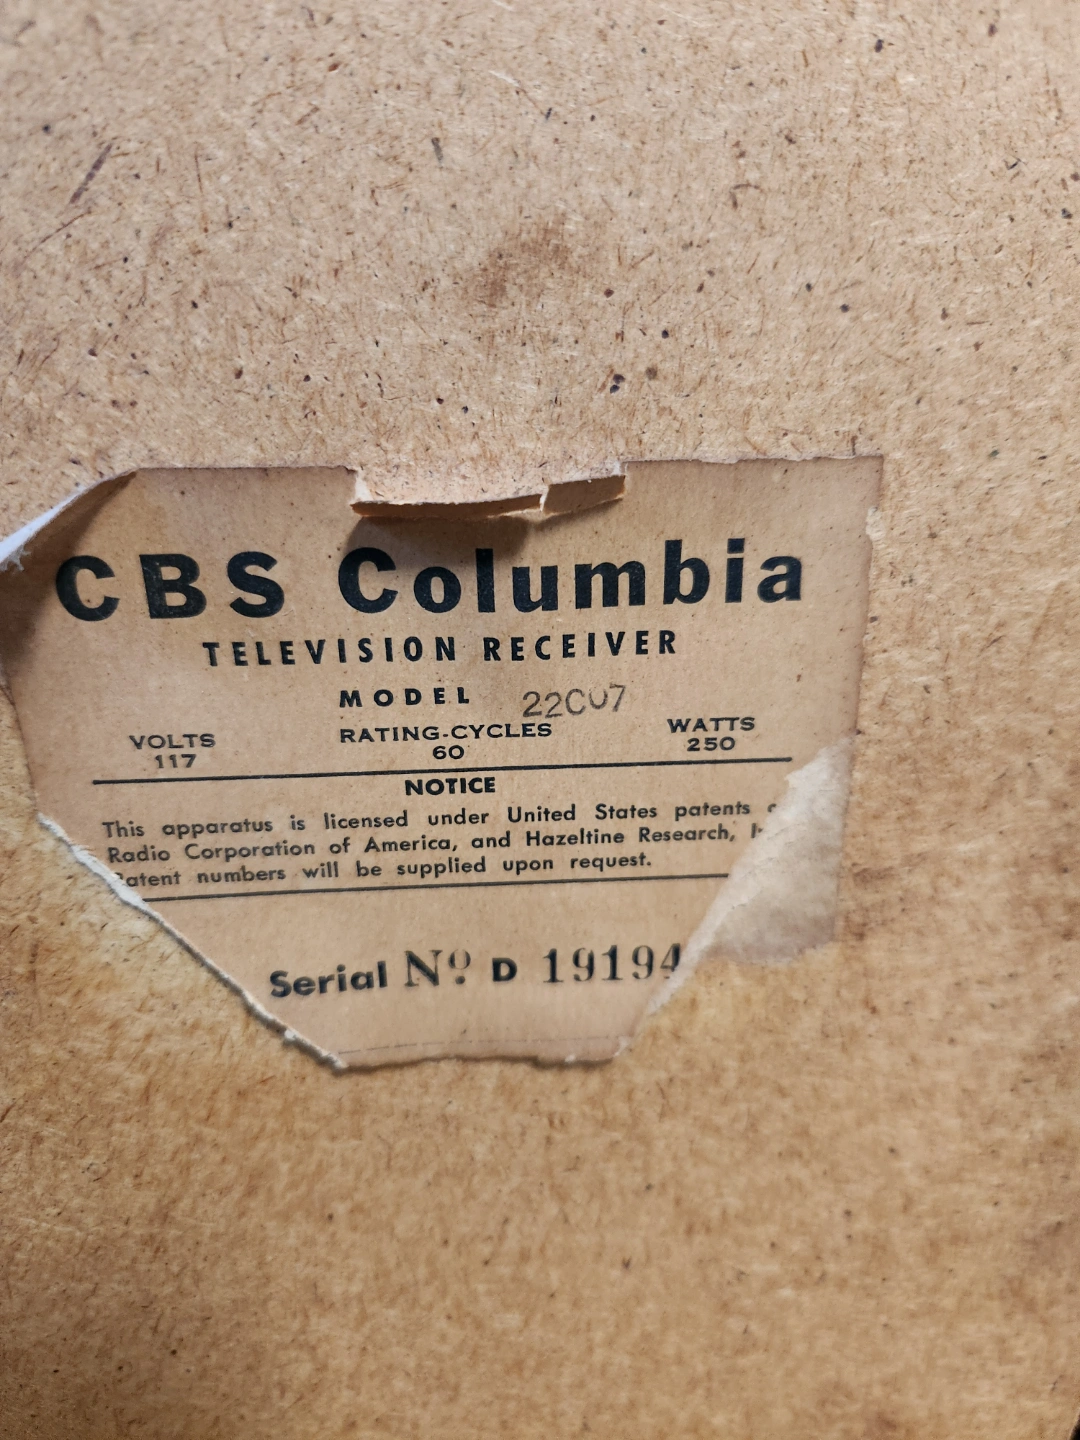 CBS Columbia
TELEVISION RECEIVER
MODEL 22C07
VOLTS RATING-CYCLES WATTS
117 60 250
NOTICE
This apparatus is licensed under United States patents
Radio Corporation of America, and Hazeltine Research,
Patent numbers will be supplied upon request.
Serial Nº D 19194